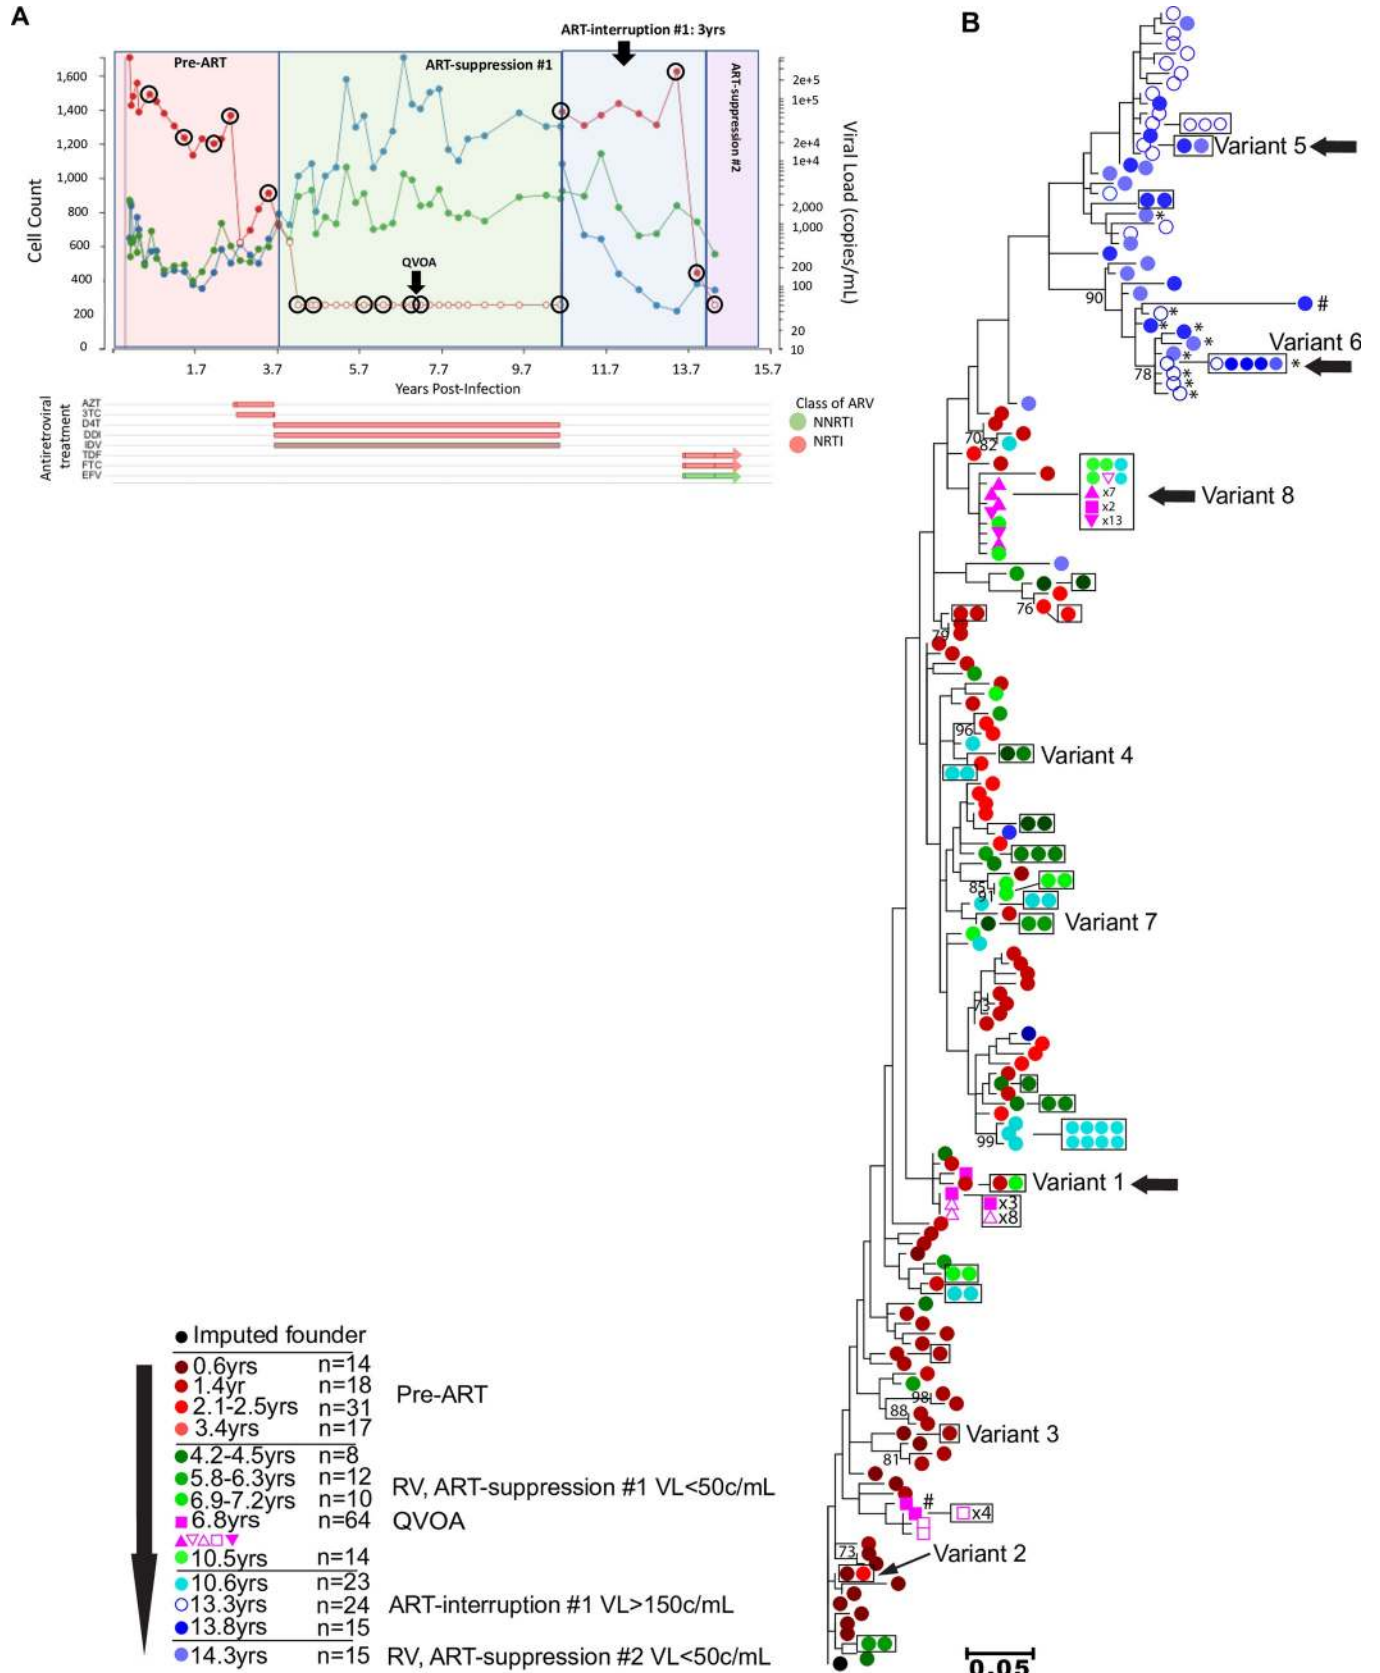 A
ART-interruption #1: 3yrs
Pre-ART
ART-suppression #1
ART-suppression #2
QVOA
Cell Count
1,600
1,400
1,200
1,000
800
600
400
200
0
2e+5
1e+5
2e+4
1e+4
2,000
1,000
200
100
20
10
Viral Load (copies/mL)
1.7 3.7 5.7 7.7 9.7 11.7 13.7 15.7
Years Post-Infection
Antiretroviral
treatment
AZT
3TC
D4T
DDI
IDV
TDF
FTC
EFV
Class of ARV
NNRTI
NRTI
B
Variant 5
*
90
#
*
*
*
*
*
Variant 6
*
78
*
*
*
70
82
x7
x2
x13
Variant 8
76
79
96
Variant 4
85
91
Variant 7
73
99
Variant 1
x3
x8
98
88
Variant 3
81
#
x4
73
Variant 2
0.05
Imputed founder
0.6yrs n=14
1.4yr n=18
2.1-2.5yrs n=31
3.4yrs n=17
Pre-ART
4.2-4.5yrs n=8
5.8-6.3yrs n=12
6.9-7.2yrs n=10
RV, ART-suppression #1 VL<50c/mL
6.8yrs n=64 QVOA
10.5yrs n=14
10.6yrs n=23
13.3yrs n=24 ART-interruption #1 VL>150c/mL
13.8yrs n=15
14.3yrs n=15 RV, ART-suppression #2 VL<50c/mL